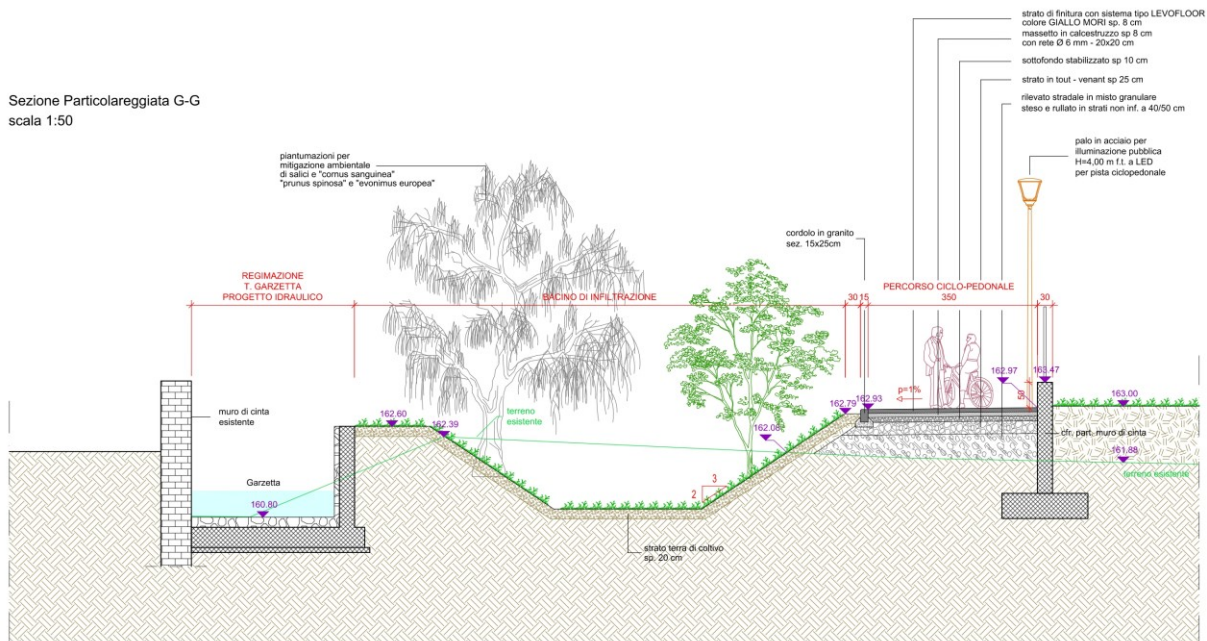 strato di finitura con sistema tipo LEVOFLOOR
colore GIALLO MORI sp. 8 cm
massetto in calcestruzzo sp 8 cm
con rete Ø 6 mm - 20x20 cm
sottofondo stabilizzato sp 10 cm
strato in tout - venant sp 25 cm
rilevato stradale in misto granulare
steso e rullato in strati non inf. a 40/50 cm
Sezione Particolareggiata G-G
scala 1:50
palo in acciaio per
illuminazione pubblica
H=4,00 m f.t. a LED
per pista ciclopedonale
piantumazioni per
mitigazione ambientale
di salici e "cornus sanguinea"
"prunus spinosa" e "evonimus europea"
cordolo in granito
sez. 15x25cm
REGIMAZIONE
T. GARZETTA
PROGETTO IDRAULICO
BACINO DI INFILTRAZIONE
30
15
PERCORSO CICLO-PEDONALE
350
30
162.97
163.47
p=1%
50
muro di cinta
esistente
162.60
162.39
terreno
esistente
162.79
162.93
163.00
162.08
cfr. part. muro di cinta
161.88
terreno esistente
Garzetta
160.80
2
3
strato terra di coltivo
sp. 20 cm